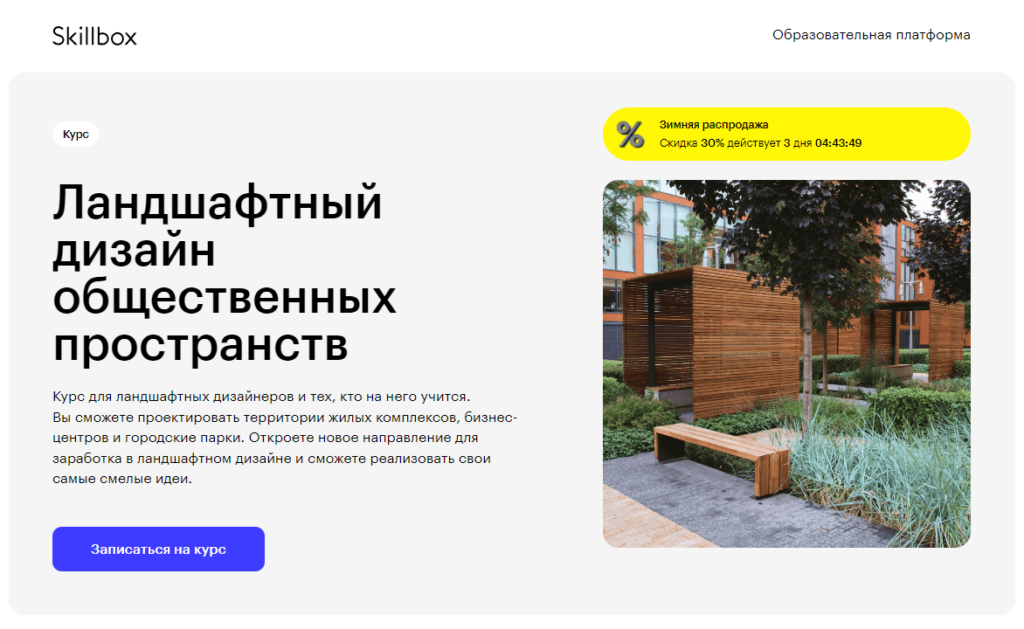 Skillbox
Образовательная платформа
Курс
Зимняя распродажа
Скидка 30% действует 3 дня 04:43:49
Ландшафтный
дизайн
общественных
пространств
Курс для ландшафтных дизайнеров и тех, кто на него учится.
Вы сможете проектировать территории жилых комплексов, бизнес-
центров и городские парки. Откроете новое направление для
заработка в ландшафтном дизайне и сможете реализовать свои
самые смелые идеи.
Записаться на курс